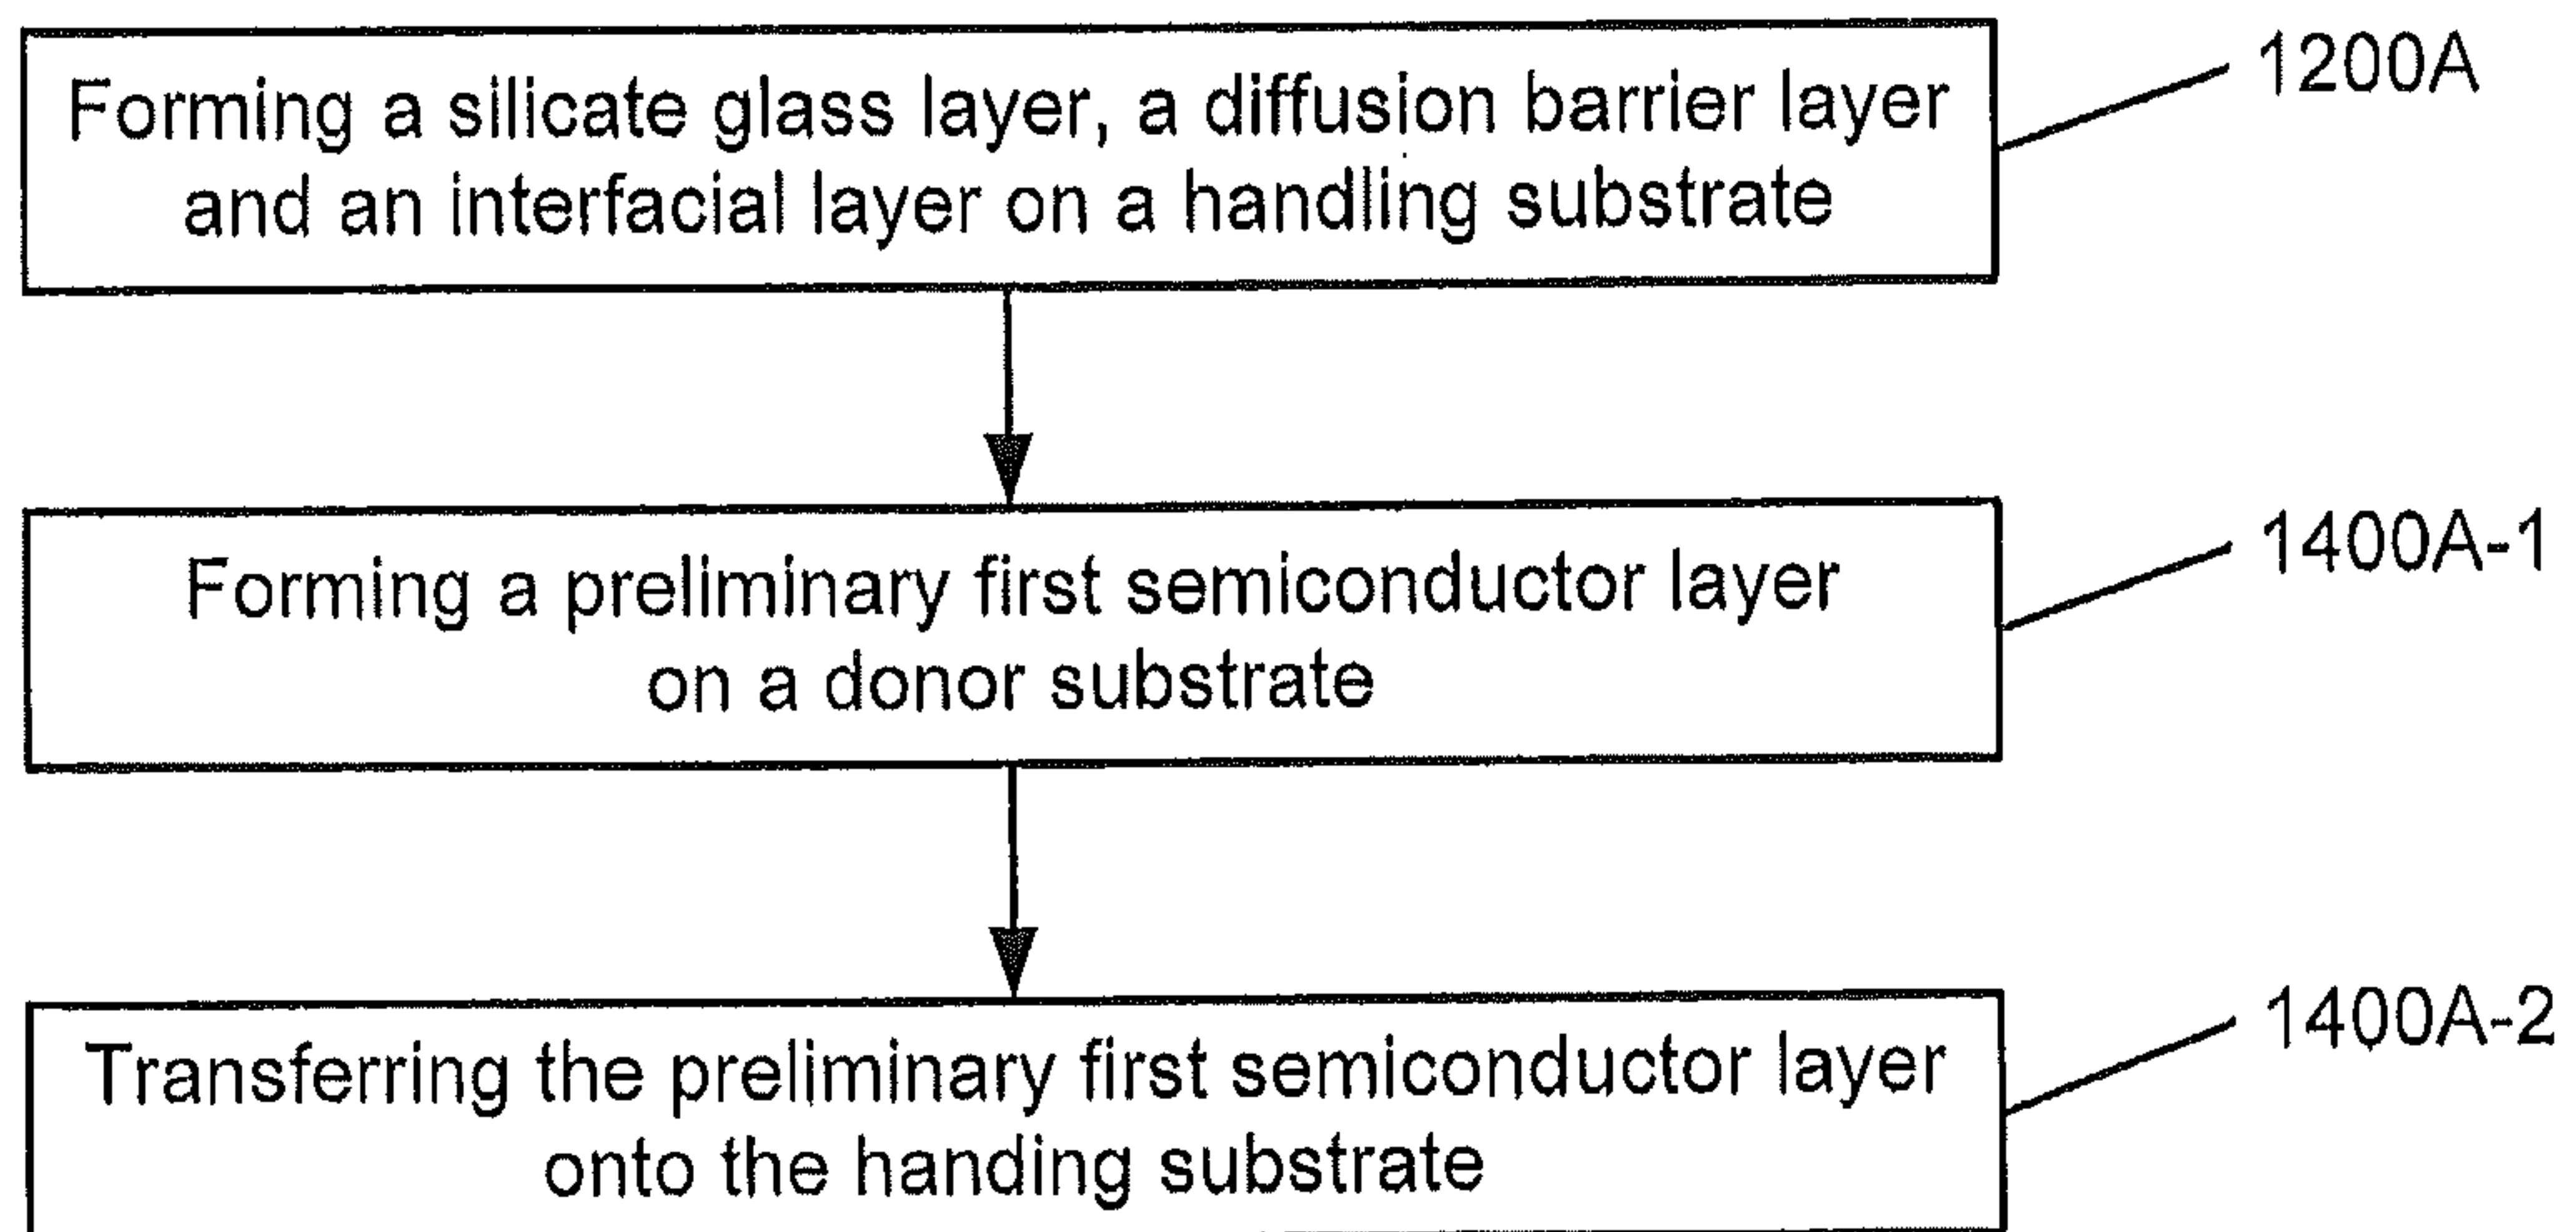 Forming a silicate glass layer, a diffusion barrier layer
and an interfacial layer on a handling substrate
1200A
Forming a preliminary first semiconductor layer
on a donor substrate
1400A-1
Transferring the preliminary first semiconductor layer
onto the handing substrate
1400A-2